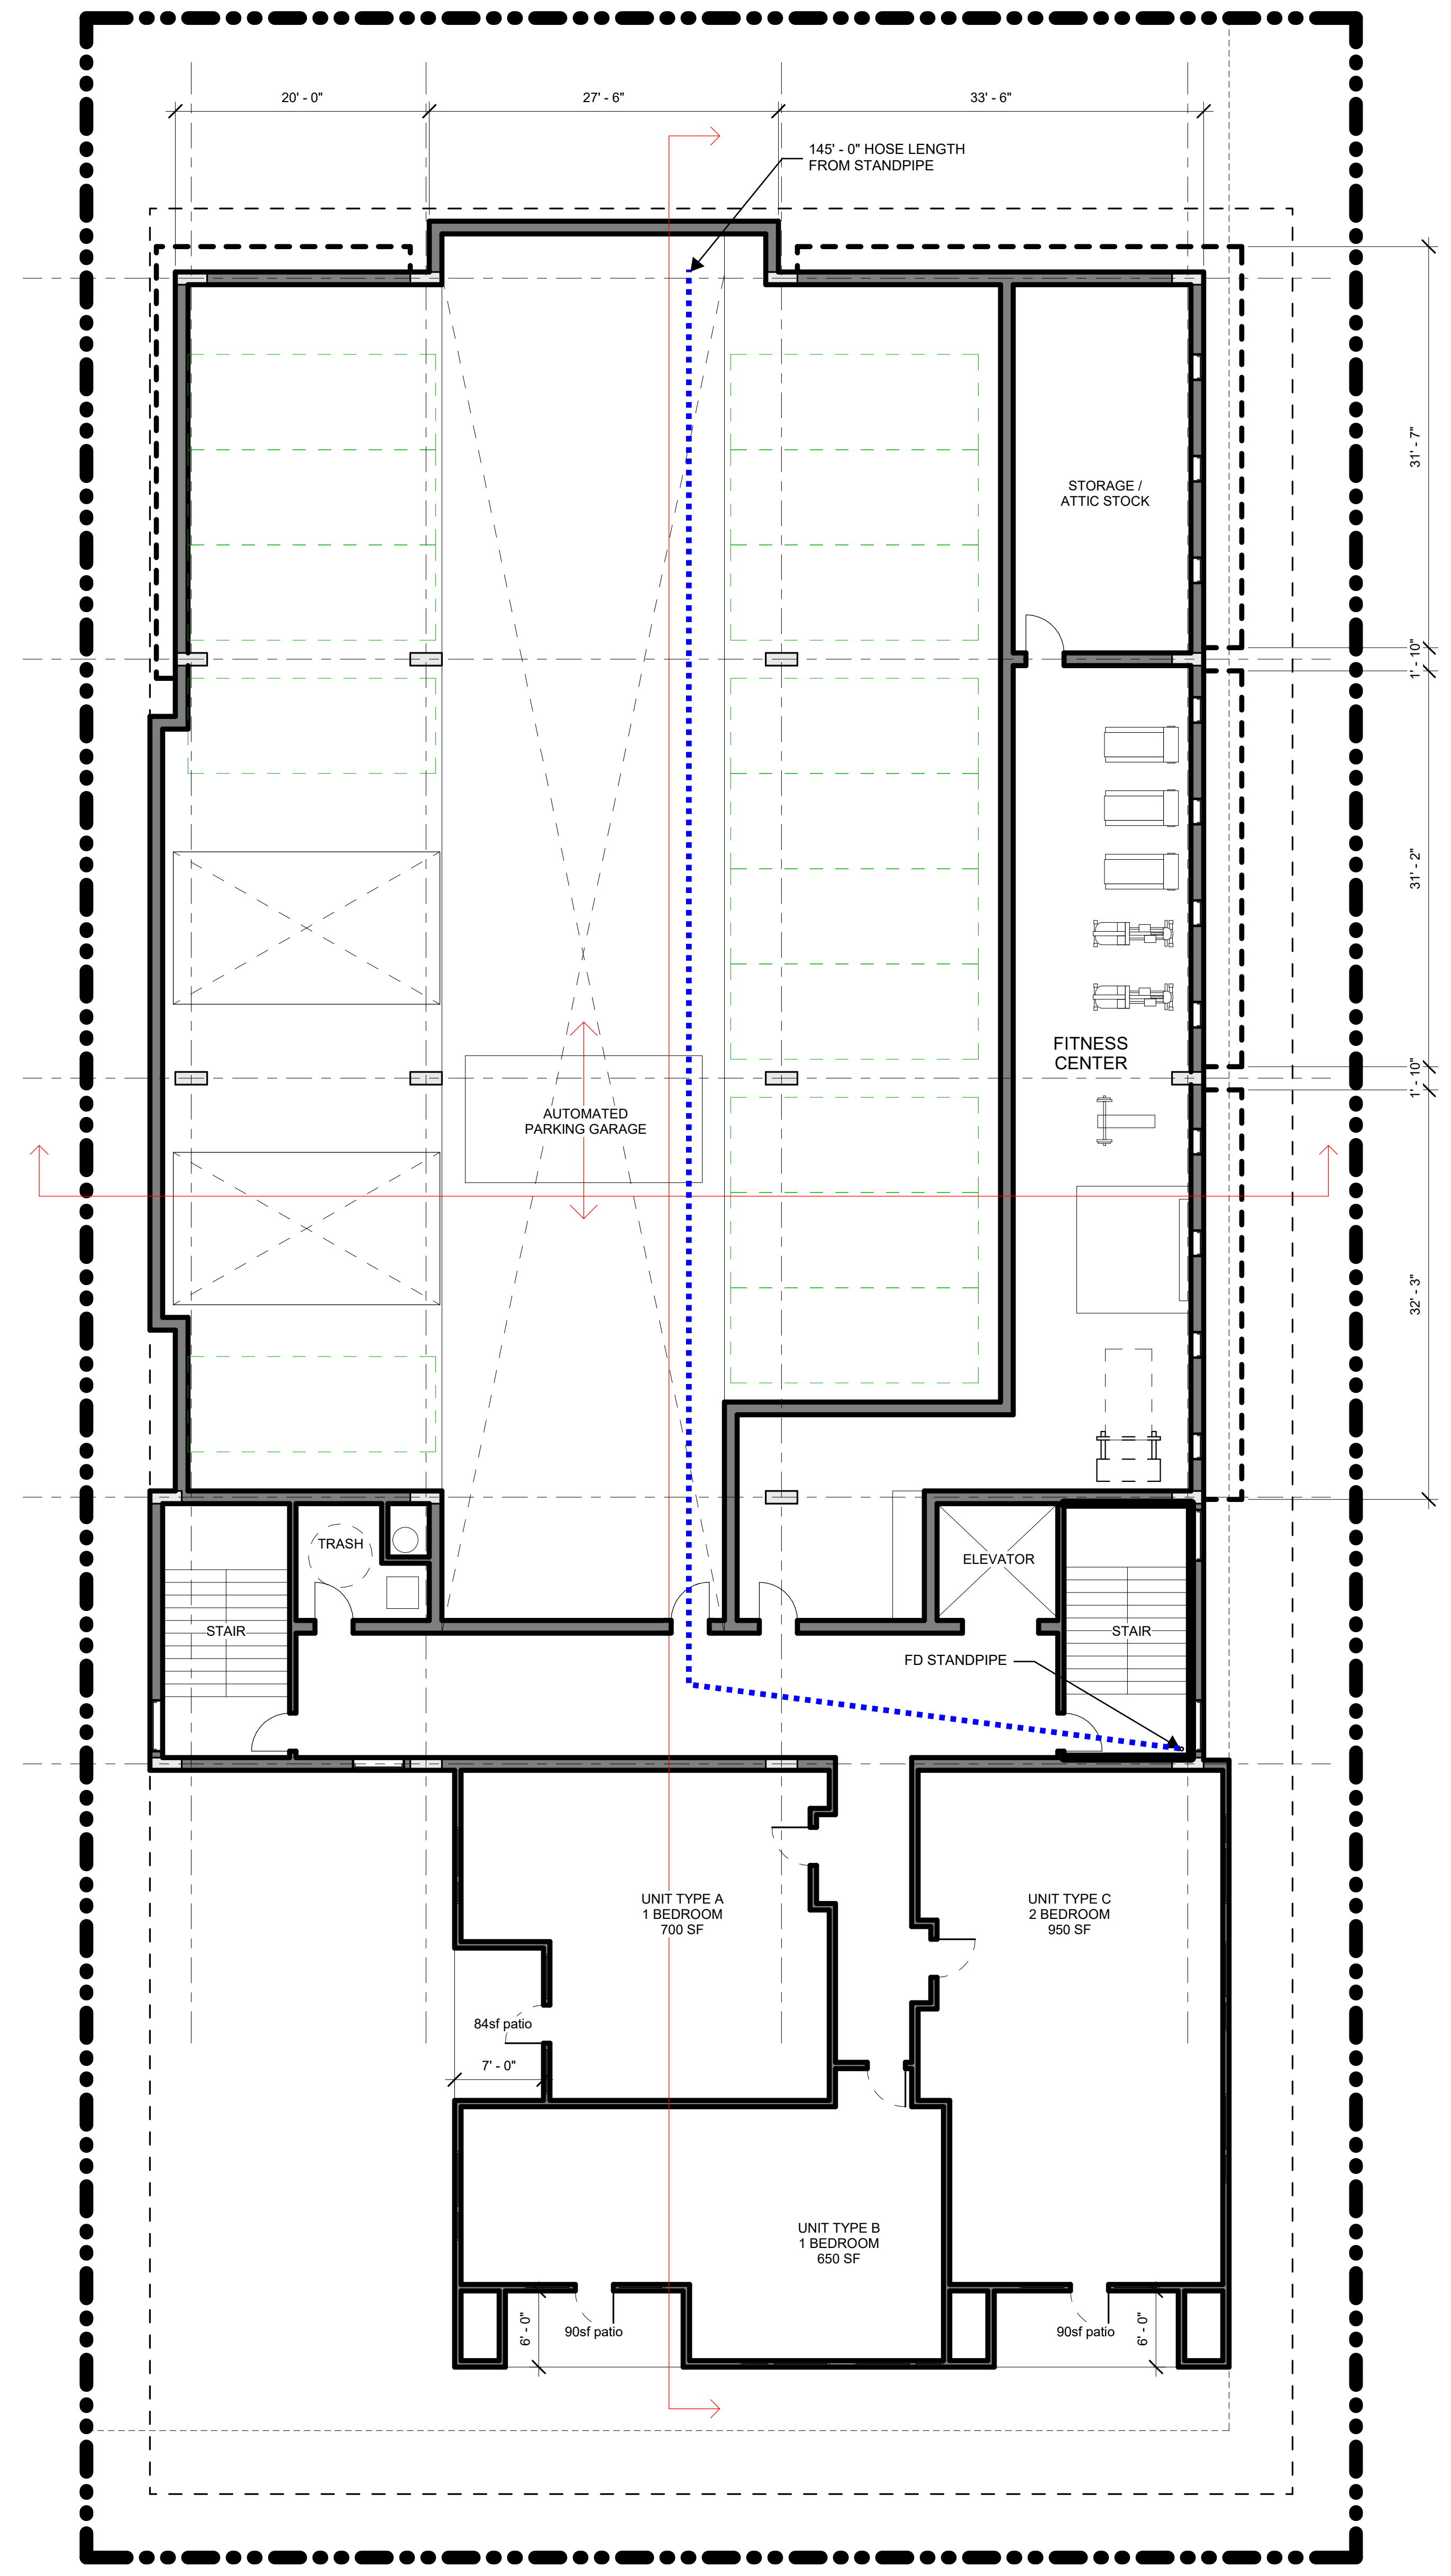 20' - 0"
27' - 6"
33' - 6"
145' - 0" HOSE LENGTH
FROM STANDPIPE
31' - 7"
STORAGE /
ATTIC STOCK
1' - 10"
31' - 2"
FITNESS
CENTER
1' - 10"
AUTOMATED
PARKING GARAGE
32' - 3"
TRASH
ELEVATOR
STAIR
STAIR
FD STANDPIPE
UNIT TYPE A
1 BEDROOM
700 SF
UNIT TYPE C
2 BEDROOM
950 SF
84sf patio
7' - 0"
UNIT TYPE B
1 BEDROOM
650 SF
6' - 0"
90sf patio
90sf patio
6' - 0"